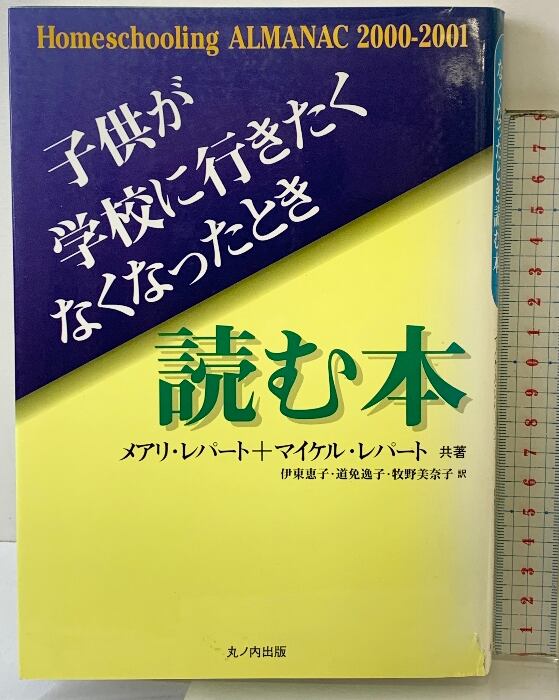 Homeschooling ALMANAC 2000-2001
子供が
学校に行きたく
なくなったとき
読む本
メアリ・レパート＋マイケル・レパート 共著
伊東惠子・道免逸子・牧野美奈子 訳
丸ノ内出版